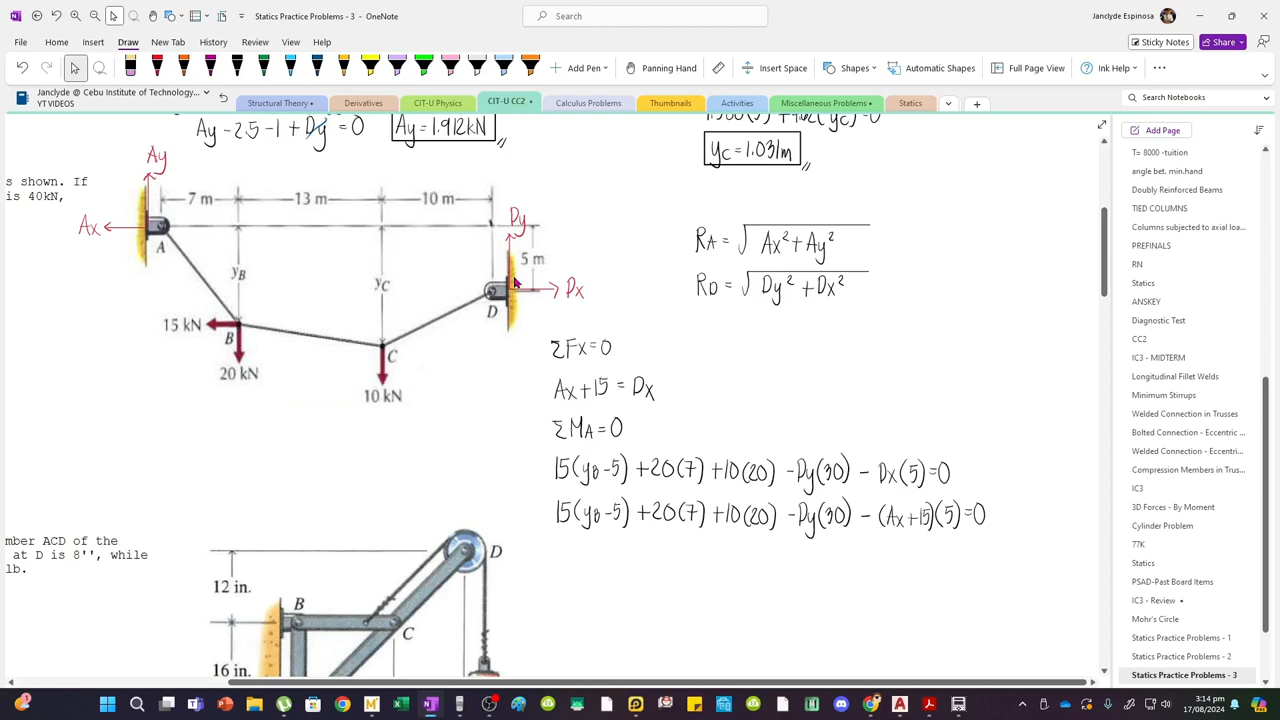 Statics Practice Problems - 3 - OneNote
Search
Janclyde Espinosa
File Home Insert Draw New Tab History Review View Help
Sticky Notes
Share
Add Pen
Panning Hand
Insert Space
Shapes
Automatic Shapes
Full Page View
Ink Help
Janclyde @ Cebu Institute of Technology...
YT VIDEOS
Structural Theory
Derivatives
CIT-U Physics
CIT-U CC2
Calculus Problems
Thumbnails
Activities
Miscellaneous Problems
Statics
Search Notebooks
Ay-2.5-1+Dy=0
Ay=1.912kN
yc=1.031m
s shown. If
is 40kN,
Ay
7 m
13 m
10 m
Ax
A
Dy
5 m
yB
yC
Dx
D
15 kN
B
C
20 kN
10 kN
RA = √Ax²+Ay²
RD = √Dy²+Dx²
ΣFx=0
Ax+15 = Dx
ΣMA=0
15(yB-5)+20(7)+10(20)-Dy(30)-Dx(5)=0
15(yB-5)+20(7)+10(20)-Dy(30)-(Ax+15)(5)=0
mber ACD of the
at D is 8'', while
lb.
D
12 in.
B
C
16 in.
Add Page
T= 8000 -tuition
angle bet. min.hand
Doubly Reinforced Beams
TIED COLUMNS
Columns subjected to axial loa...
PREFINALS
RN
Statics
ANSKEY
Diagnostic Test
CC2
IC3 - MIDTERM
Longitudinal Fillet Welds
Minimum Stirrups
Welded Connection in Trusses
Bolted Connection - Eccentric ...
Welded Connection - Eccentric...
Compression Members in Trus...
IC3
3D Forces - By Moment
Cylinder Problem
77K
Statics
PSAD-Past Board Items
IC3 - Review
Mohr's Circle
Statics Practice Problems - 1
Statics Practice Problems - 2
Statics Practice Problems - 3
3:14 pm
17/08/2024